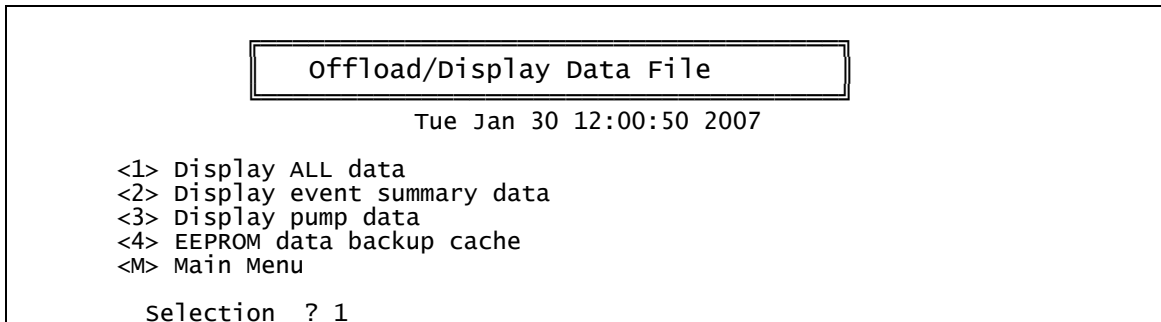 Offload/Display Data File
Tue Jan 30 12:00:50 2007
<1> Display ALL data
<2> Display event summary data
<3> Display pump data
<4> EEPROM data backup cache
<M> Main Menu
Selection ? 1